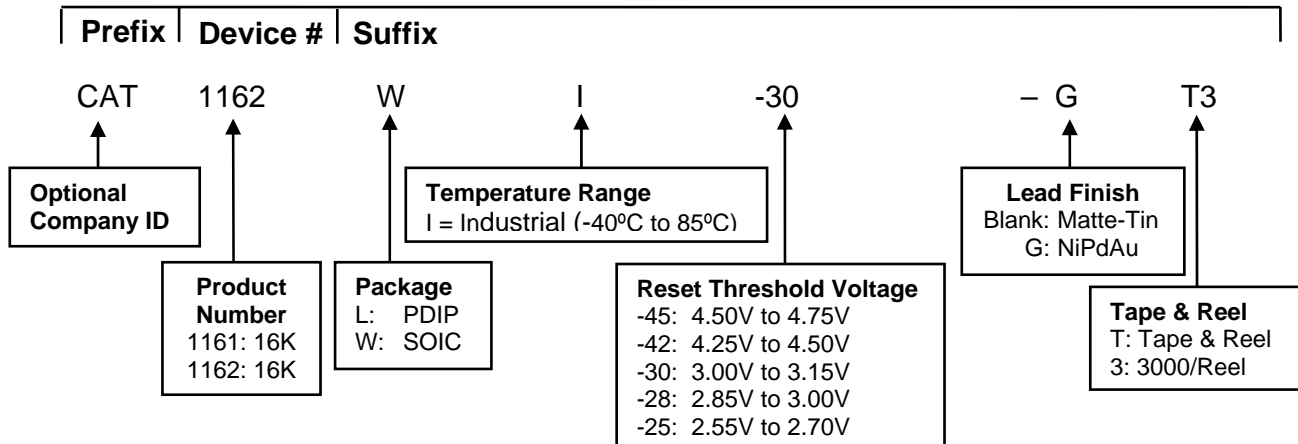 Prefix Device # Suffix
CAT 1162 W I -30 – G T3
Optional
Company ID
Temperature Range
I = Industrial (-40ºC to 85ºC)
Lead Finish
Blank: Matte-Tin
G: NiPdAu
Product
Number
1161: 16K
1162: 16K
Package
L: PDIP
W: SOIC
Reset Threshold Voltage
-45: 4.50V to 4.75V
-42: 4.25V to 4.50V
-30: 3.00V to 3.15V
-28: 2.85V to 3.00V
-25: 2.55V to 2.70V
Tape & Reel
T: Tape & Reel
3: 3000/Reel